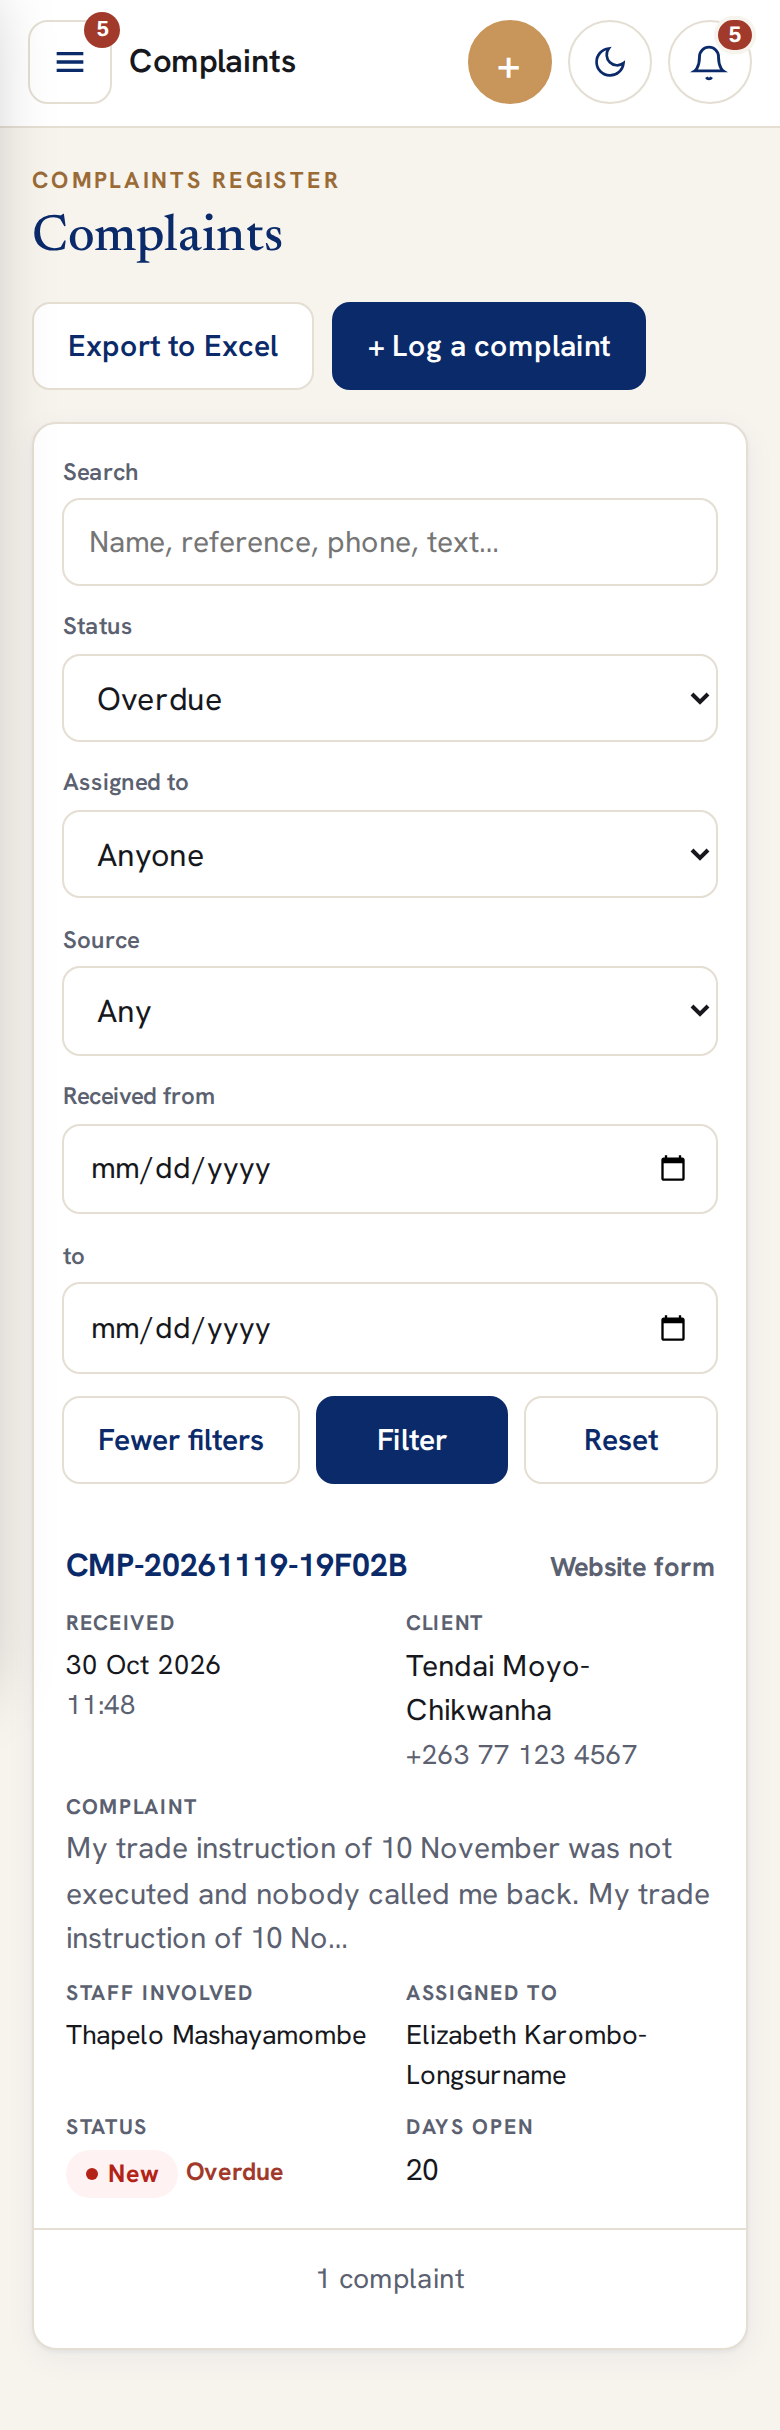 5
Complaints
+
5
COMPLAINTS REGISTER
Complaints
Export to Excel
+ Log a complaint
Search
Name, reference, phone, text...
Status
Overdue
Assigned to
Anyone
Source
Any
Received from
mm/dd/yyyy
to
mm/dd/yyyy
Fewer filters
Filter
Reset
CMP-20261119-19F02B
Website form
RECEIVED
30 Oct 2026
11:48
CLIENT
Tendai Moyo-
Chikwanha
+263 77 123 4567
COMPLAINT
My trade instruction of 10 November was not
executed and nobody called me back. My trade
instruction of 10 No...
STAFF INVOLVED
Thapelo Mashayamombe
ASSIGNED TO
Elizabeth Karombo-
Longsurname
STATUS
New Overdue
DAYS OPEN
20
1 complaint